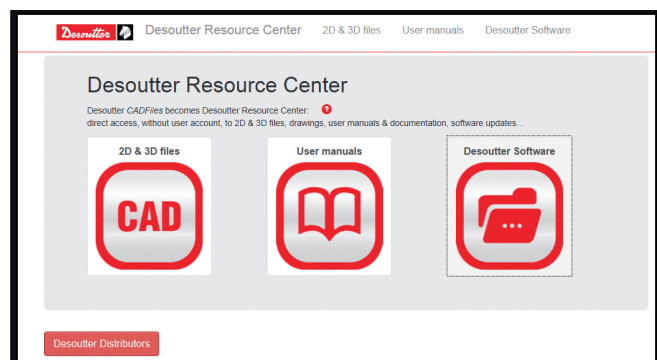 Desoutter Desoutter Resource Center 2D & 3D files User manuals Desoutter Software
Desoutter Resource Center
Desoutter CADFiles becomes Desoutter Resource Center: ?
direct access, without user account, to 2D & 3D files, drawings, user manuals & documentation, software updates…
2D & 3D files User manuals Desoutter Software
CAD
Desoutter Distributors